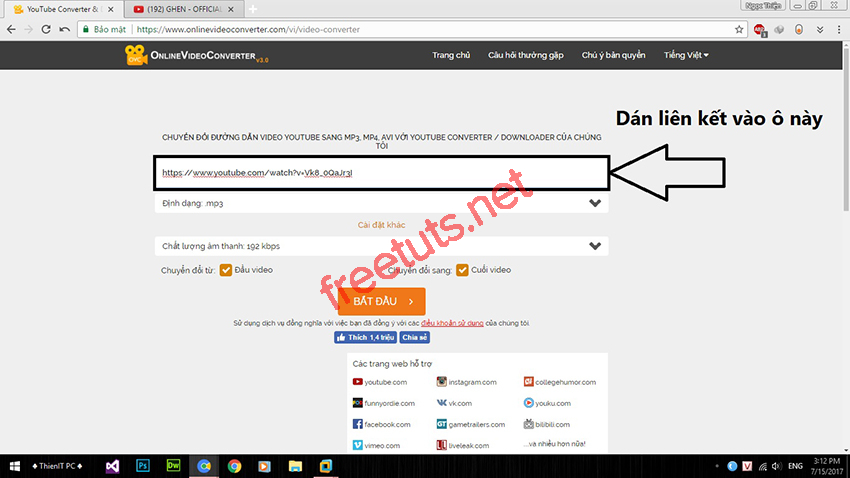 YouTube Converter &
(192) GHEN - OFFICIAL
Ngọc Thiện
Bảo mật
https://www.onlinevideoconverter.com/vi/video-converter
OVC
ONLINEVIDEOCONVERTER v3.0
Trang chủ
Câu hỏi thường gặp
Chú ý bản quyền
Tiếng Việt
Dán liên kết vào ô này
CHUYỂN ĐỔI ĐƯỜNG DẪN VIDEO YOUTUBE SANG MP3, MP4, AVI VỚI YOUTUBE CONVERTER / DOWNLOADER CỦA CHÚNG
TÔI
https://www.youtube.com/watch?v=Vk8_0QaJr3I
Định dạng: .mp3
Cài đặt khác
Chất lượng âm thanh: 192 kbps
Chuyển đổi từ:
Đầu video
Chuyển đổi sang:
Cuối video
freetuts.net
BẮT ĐẦU
Sử dụng dịch vụ đồng nghĩa với việc bạn đã đồng ý với các điều khoản sử dụng của chúng tôi.
Thích 1,4 triệu
Chia sẻ
Các trang web hỗ trợ
youtube.com
instagram.com
collegehumor.com
funnyordie.com
vk.com
youku.com
facebook.com
GT
gametrailers.com
bilibili.com
vimeo.com
LL
liveleak.com
...và nhiều hơn nữa!
♦ ThienIT PC ♦
Ps
Dw
V
ENG
3:12 PM
7/15/2017